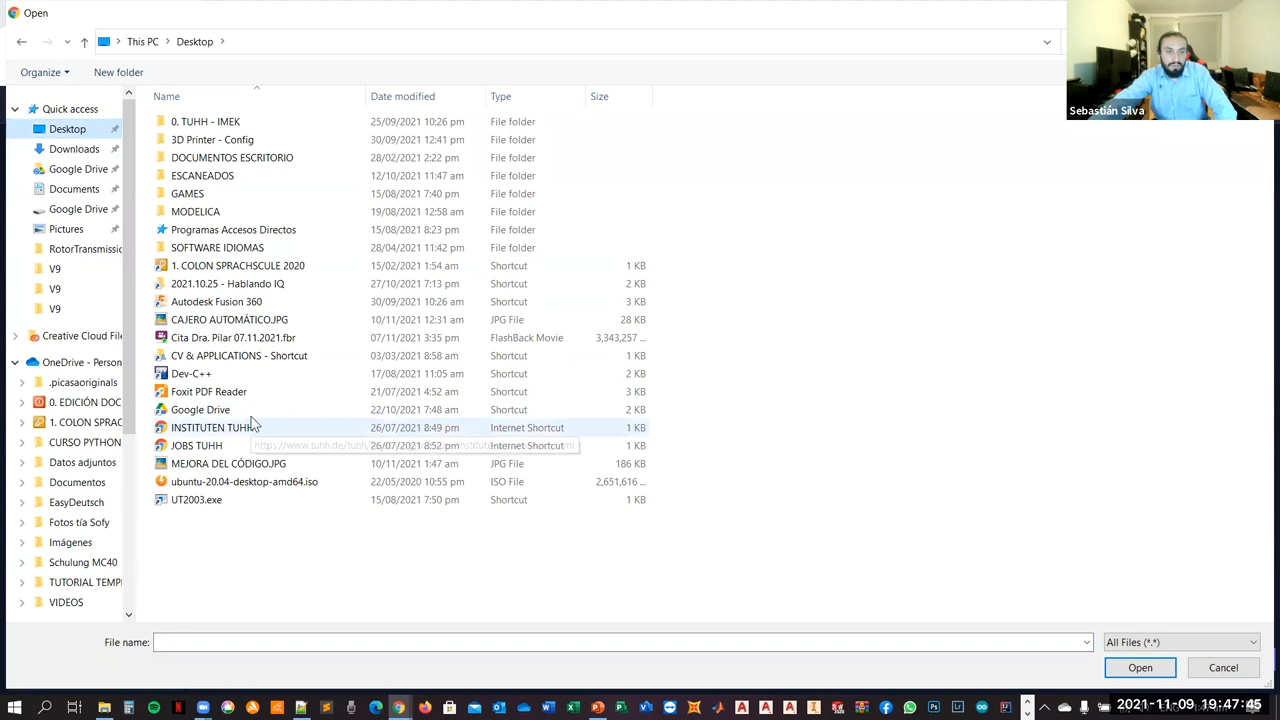 Open
This PC > Desktop >
Sebastián Silva
Organize New folder
Name Date modified Type Size
Quick access
Desktop
Downloads
Google Drive
Documents
Google Drive
Pictures
RotorTransmissic
V9
V9
V9
Creative Cloud File
OneDrive - Person
.picasaoriginals
0. EDICIÓN DOC
1. COLON SPRAC
CURSO PYTHON
Datos adjuntos
Documentos
EasyDeutsch
Fotos tía Sofy
Imágenes
Schulung MC40
TUTORIAL TEMP
VIDEOS
0. TUHH - IMEK 25/09/2021 10:26 pm File folder
3D Printer - Config 30/09/2021 12:41 pm File folder
DOCUMENTOS ESCRITORIO 28/02/2021 2:22 pm File folder
ESCANEADOS 12/10/2021 11:47 am File folder
GAMES 15/08/2021 7:40 pm File folder
MODELICA 19/08/2021 12:58 am File folder
Programas Accesos Directos 15/08/2021 8:23 pm File folder
SOFTWARE IDIOMAS 28/04/2021 11:42 pm File folder
1. COLON SPRACHSCULE 2020 15/02/2021 1:54 am Shortcut 1 KB
2021.10.25 - Hablando IQ 27/10/2021 7:13 pm Shortcut 2 KB
Autodesk Fusion 360 30/09/2021 10:26 am Shortcut 3 KB
CAJERO AUTOMÁTICO.JPG 10/11/2021 12:31 am JPG File 28 KB
Cita Dra. Pilar 07.11.2021.fbr 07/11/2021 3:35 pm FlashBack Movie 3,343,257 ...
CV & APPLICATIONS - Shortcut 03/03/2021 8:58 am Shortcut 1 KB
Dev-C++ 17/08/2021 11:05 am Shortcut 2 KB
Foxit PDF Reader 21/07/2021 4:52 am Shortcut 3 KB
Google Drive 22/10/2021 7:48 am Shortcut 2 KB
INSTITUTEN TUHH 26/07/2021 8:49 pm Internet Shortcut 1 KB
JOBS TUHH 26/07/2021 8:52 pm Internet Shortcut 1 KB
MEJORA DEL CÓDIGO.JPG 10/11/2021 1:47 am JPG File 186 KB
ubuntu-20.04-desktop-amd64.iso 22/05/2020 10:55 pm ISO File 2,651,616 ...
UT2003.exe 15/08/2021 7:50 pm Shortcut 1 KB
File name: All Files (*.*)
Open Cancel
2021-11-09 19:47:45